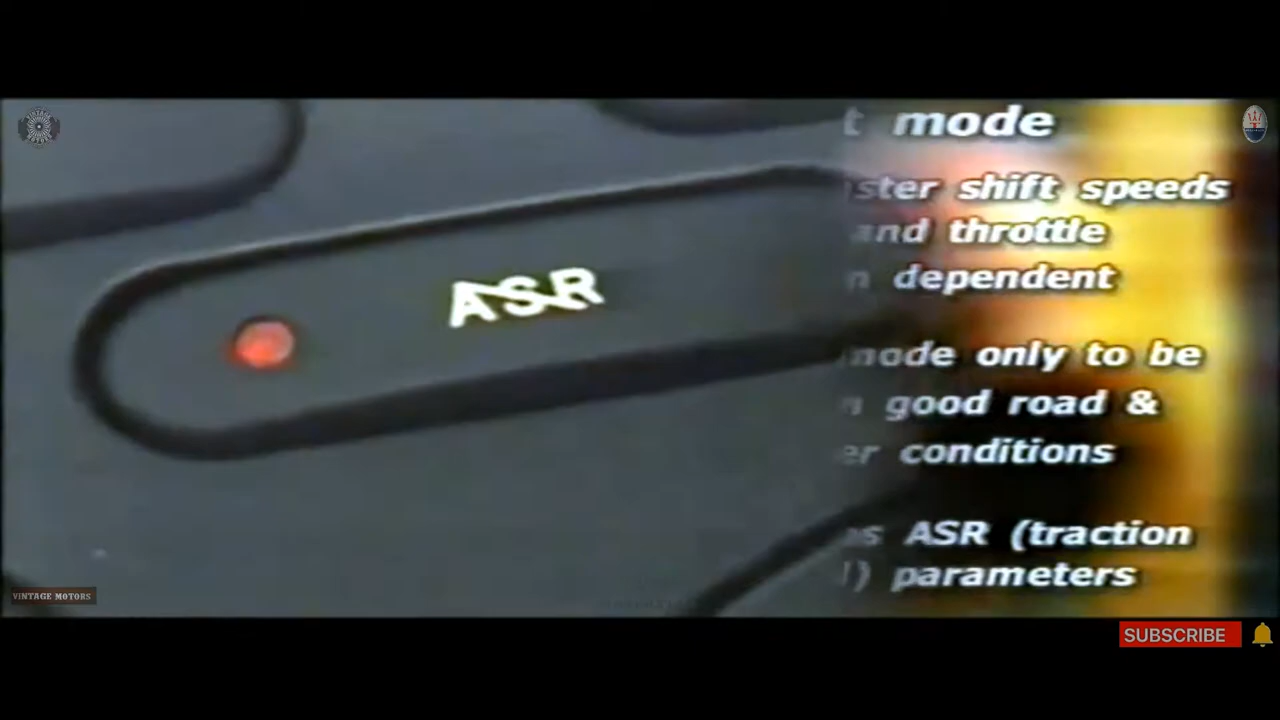 mode
shift speeds
and throttle
dependent
only to be
good road &
conditions
ASR (traction
parameters
ASR
VINTAGE MOTORS
SUBSCRIBE